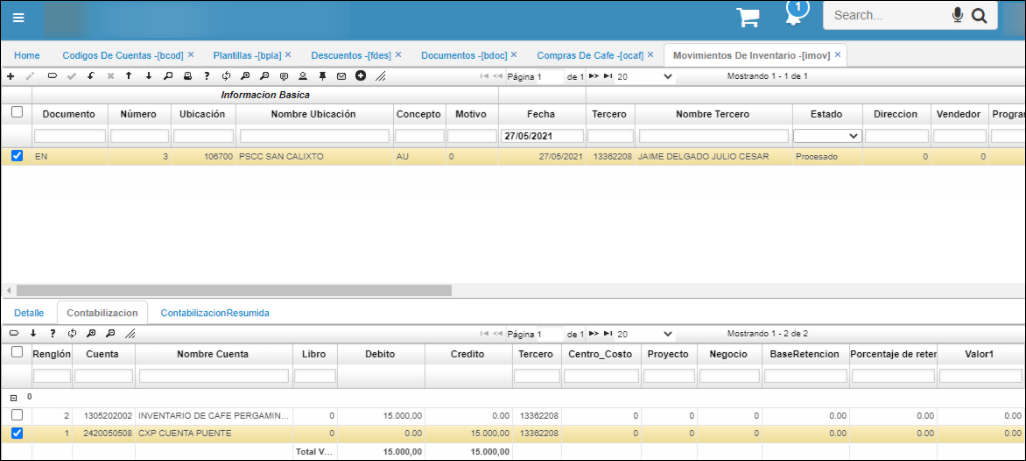 1
Search...
Home Codigos De Cuentas -[bcod] × Plantillas -[bpla] × Descuentos -[fdes] × Documentos -[bdoc] × Compras De Cafe -[ocaf] × Movimientos De Inventario -[imov] ×
Página 1 de 1 20 Mostrando 1 - 1 de 1
Informacion Basica
Documento Número Ubicación Nombre Ubicación Concepto Motivo Fecha Tercero Nombre Tercero Estado Direccion Vendedor Progra
27/05/2021
EN 3 106700 PSCC SAN CALIXTO AU 0 27/05/2021 13362208 JAIME DELGADO JULIO CESAR Procesado 0 0
Detalle Contabilizacion ContabilizacionResumida
Página 1 de 1 20 Mostrando 1 - 2 de 2
Renglón Cuenta Nombre Cuenta Libro Debito Credito Tercero Centro_Costo Proyecto Negocio BaseRetencion Porcentaje de reter Valor1
0
2 1305202002 INVENTARIO DE CAFE PERGAMIN... 0 15.000,00 0.00 13362208 0 0 0 0.00 0.00 0.00
1 2420050508 CXP CUENTA PUENTE 0 0.00 15.000,00 13362208 0 0 0 0.00 0.00 0.00
Total V... 15.000,00 15.000,00